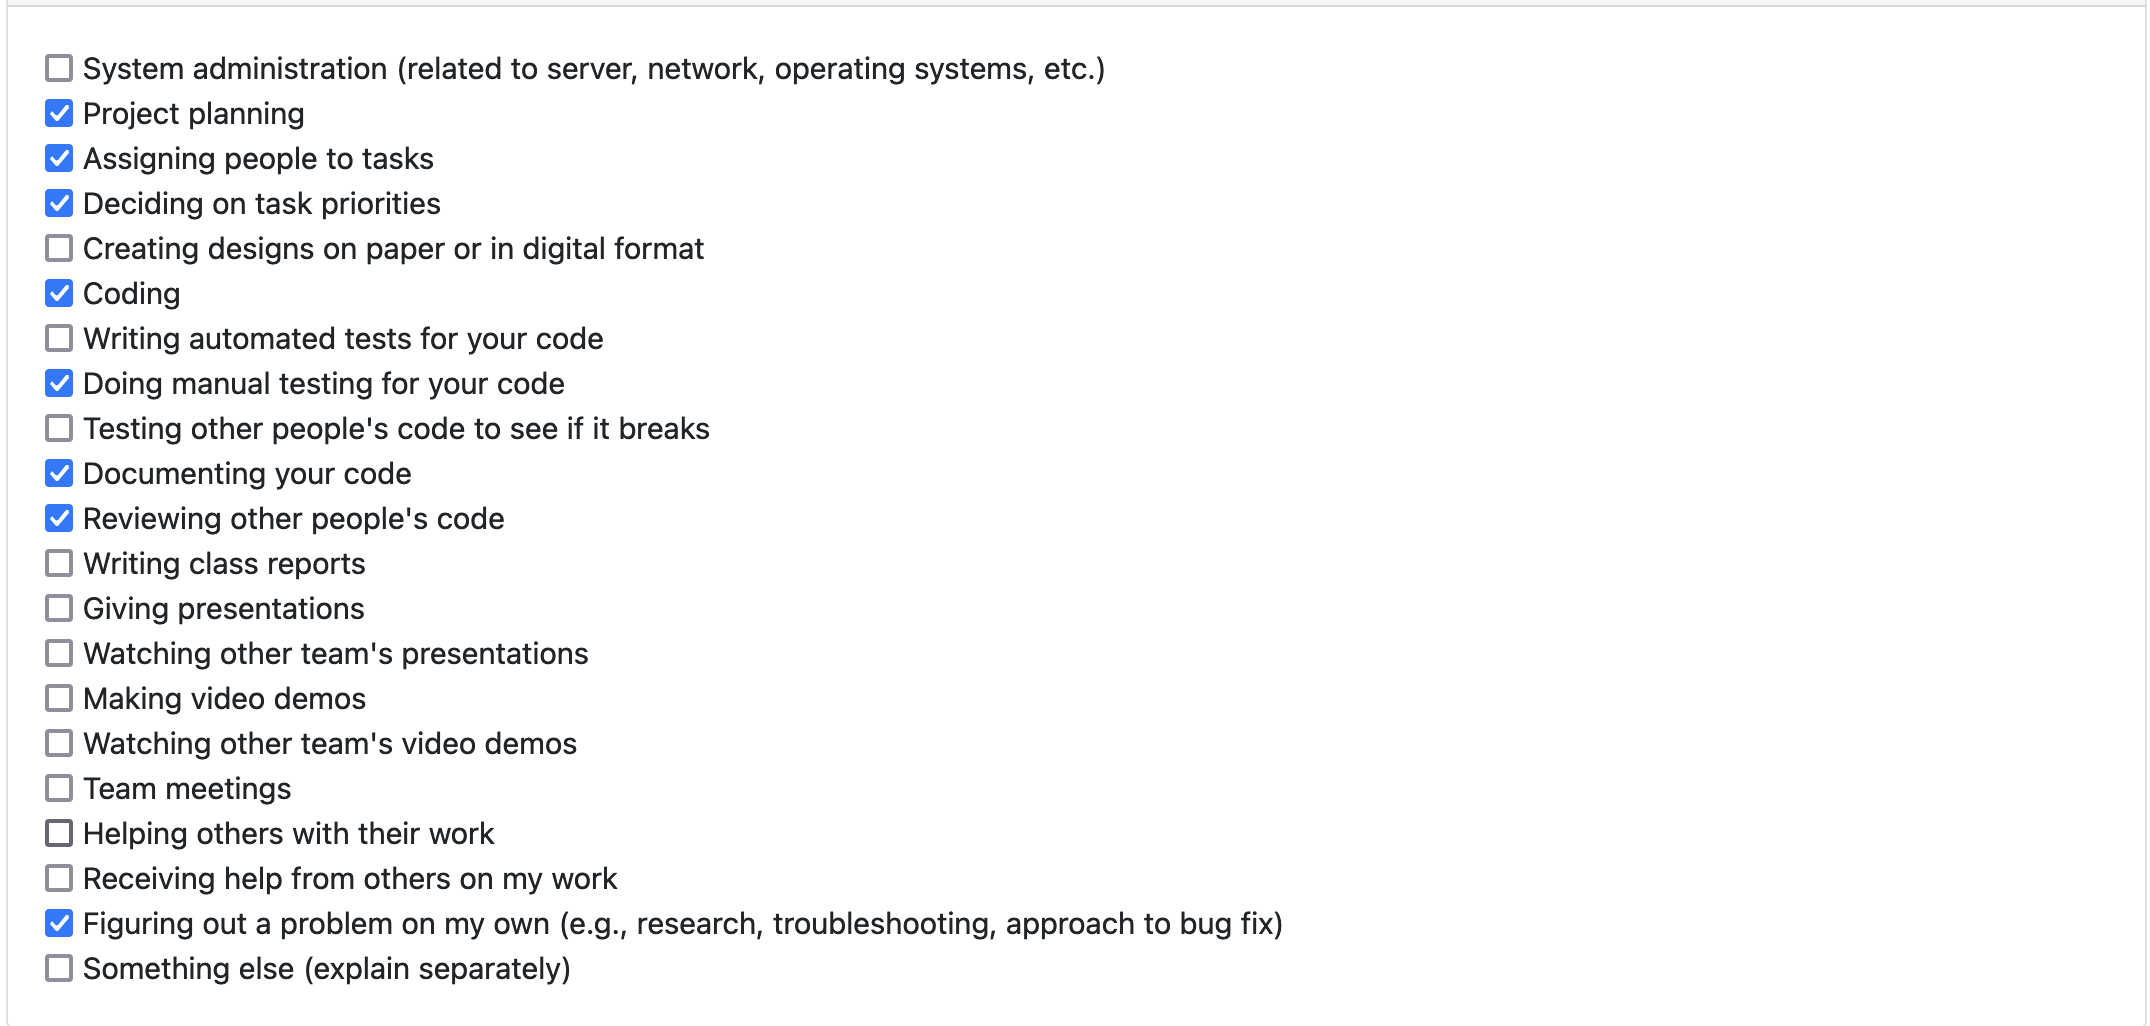 System administration (related to server, network, operating systems, etc.)
Project planning
Assigning people to tasks
Deciding on task priorities
Creating designs on paper or in digital format
Coding
Writing automated tests for your code
Doing manual testing for your code
Testing other people's code to see if it breaks
Documenting your code
Reviewing other people's code
Writing class reports
Giving presentations
Watching other team's presentations
Making video demos
Watching other team's video demos
Team meetings
Helping others with their work
Receiving help from others on my work
Figuring out a problem on my own (e.g., research, troubleshooting, approach to bug fix)
Something else (explain separately)